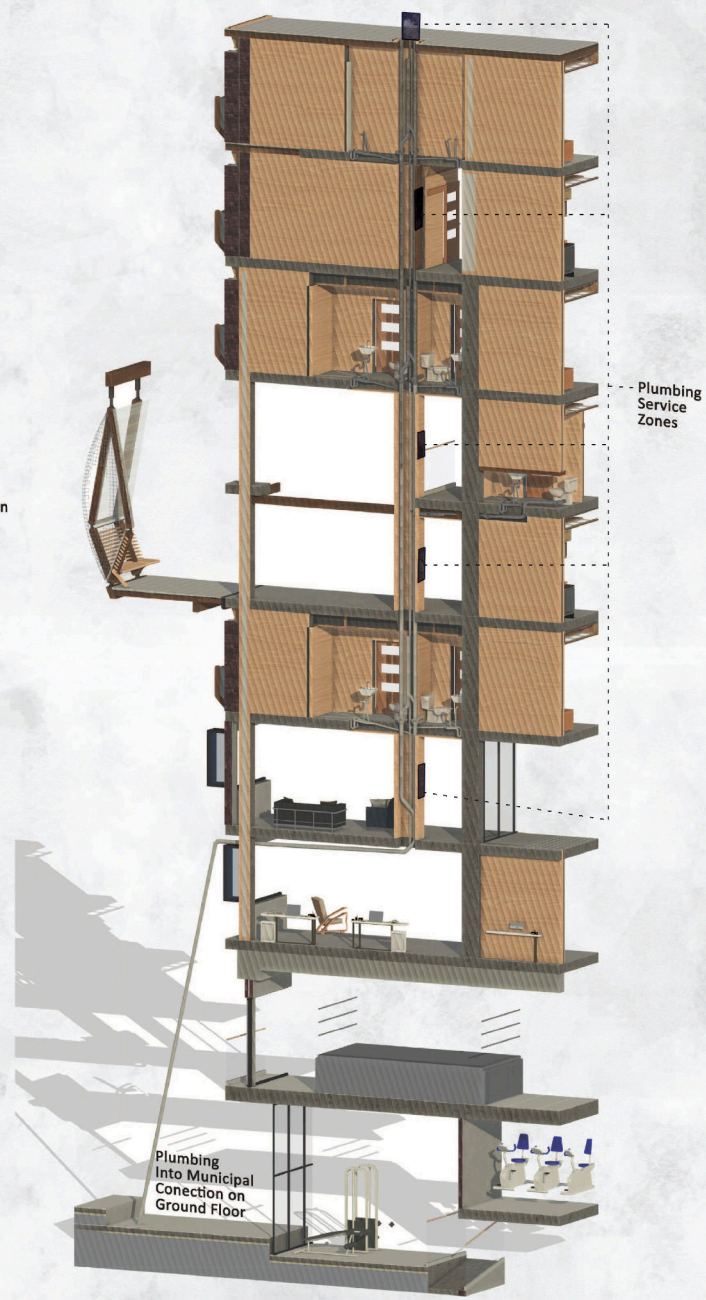 n
Plumbing
Service
Zones
Plumbing
Into Municipal
Conection on
Ground Floor